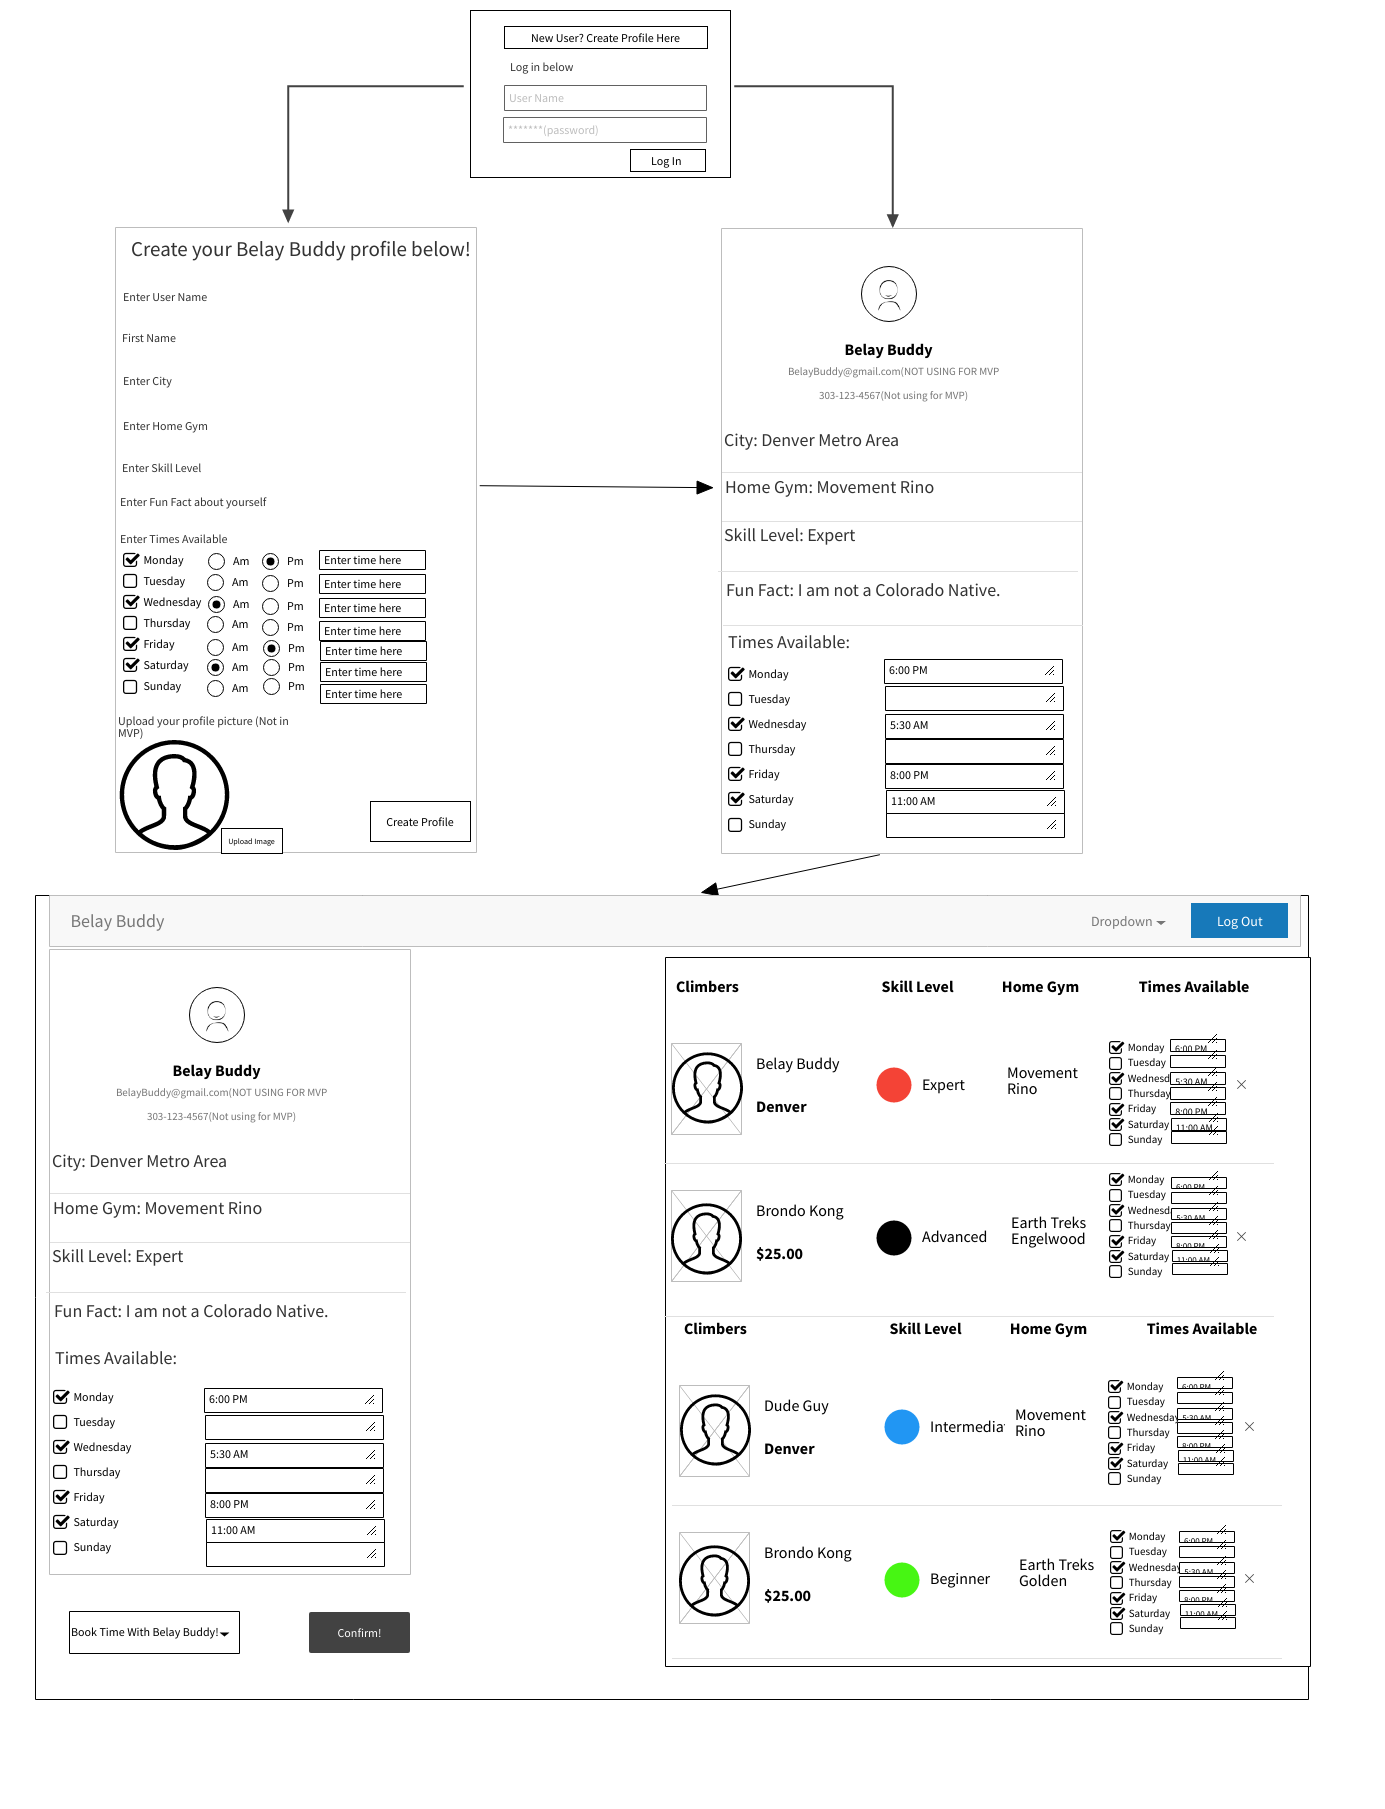 New User? Create Profile Here
Log in below
User Name
*******(password)
Log In
Create your Belay Buddy profile below!
Enter User Name
First Name
Enter City
Enter Home Gym
Enter Skill Level
Enter Fun Fact about yourself
Enter Times Available
Monday Am Pm Enter time here
Tuesday Am Pm Enter time here
Wednesday Am Pm Enter time here
Thursday Am Pm Enter time here
Friday Am Pm Enter time here
Saturday Am Pm Enter time here
Sunday Am Pm Enter time here
Upload your profile picture (Not in
MVP)
Upload Image
Create Profile
Belay Buddy
BelayBuddy@gmail.com(NOT USING FOR MVP
303-123-4567(Not using for MVP)
City: Denver Metro Area
Home Gym: Movement Rino
Skill Level: Expert
Fun Fact: I am not a Colorado Native.
Times Available:
Monday 6:00 PM
Tuesday
Wednesday 5:30 AM
Thursday
Friday 8:00 PM
Saturday 11:00 AM
Sunday
Belay Buddy Dropdown Log Out
Belay Buddy
BelayBuddy@gmail.com(NOT USING FOR MVP
303-123-4567(Not using for MVP)
City: Denver Metro Area
Home Gym: Movement Rino
Skill Level: Expert
Fun Fact: I am not a Colorado Native.
Times Available:
Monday 6:00 PM
Tuesday
Wednesday 5:30 AM
Thursday
Friday 8:00 PM
Saturday 11:00 AM
Sunday
Book Time With Belay Buddy!
Confirm!
Climbers Skill Level Home Gym Times Available
Belay Buddy
Denver
Expert
Movement
Rino
Monday 6:00 PM
Tuesday
Wednesd 5:30 AM
Thursday
Friday 8:00 PM
Saturday 11:00 AM
Sunday
Brondo Kong
$25.00
Advanced
Earth Treks
Engelwood
Monday 6:00 PM
Tuesday
Wednesd 5:30 AM
Thursday
Friday 8:00 PM
Saturday 11:00 AM
Sunday
Climbers Skill Level Home Gym Times Available
Dude Guy
Denver
Intermedia
Movement
Rino
Monday 6:00 PM
Tuesday
Wednesday 5:30 AM
Thursday
Friday 8:00 PM
Saturday 11:00 AM
Sunday
Brondo Kong
$25.00
Beginner
Earth Treks
Golden
Monday 6:00 PM
Tuesday
Wednesday 5:30 AM
Thursday
Friday 8:00 PM
Saturday 11:00 AM
Sunday